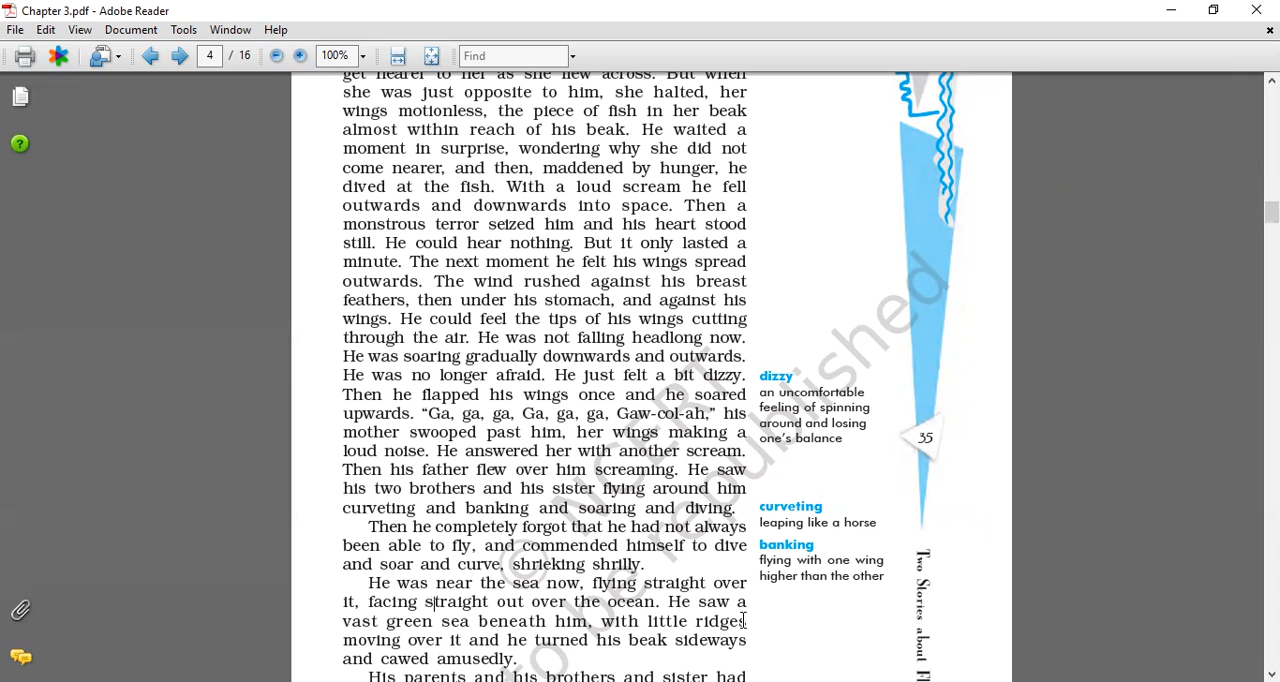 Chapter 3.pdf - Adobe Reader
File Edit View Document Tools Window Help
4 / 16 100% Find
get nearer to her as she flew across. But when
she was just opposite to him, she halted, her
wings motionless, the piece of fish in her beak
almost within reach of his beak. He waited a
moment in surprise, wondering why she did not
come nearer, and then, maddened by hunger, he
dived at the fish. With a loud scream he fell
outwards and downwards into space. Then a
monstrous terror seized him and his heart stood
still. He could hear nothing. But it only lasted a
minute. The next moment he felt his wings spread
outwards. The wind rushed against his breast
feathers, then under his stomach, and against his
wings. He could feel the tips of his wings cutting
through the air. He was not falling headlong now.
He was soaring gradually downwards and outwards.
He was no longer afraid. He just felt a bit dizzy.
Then he flapped his wings once and he soared
upwards. “Ga, ga, ga, Ga, ga, ga, Gaw-col-ah,” his
mother swooped past him, her wings making a
loud noise. He answered her with another scream.
Then his father flew over him screaming. He saw
his two brothers and his sister flying around him
curveting and banking and soaring and diving.
Then he completely forgot that he had not always
been able to fly, and commended himself to dive
and soar and curve, shrieking shrilly.
He was near the sea now, flying straight over
it, facing straight out over the ocean. He saw a
vast green sea beneath him, with little ridges
moving over it and he turned his beak sideways
and cawed amusedly.
His parents and his brothers and sister had
dizzy
an uncomfortable
feeling of spinning
around and losing
one’s balance
curveting
leaping like a horse
banking
flying with one wing
higher than the other
35
Two Stories about
© NCERT
to be republished